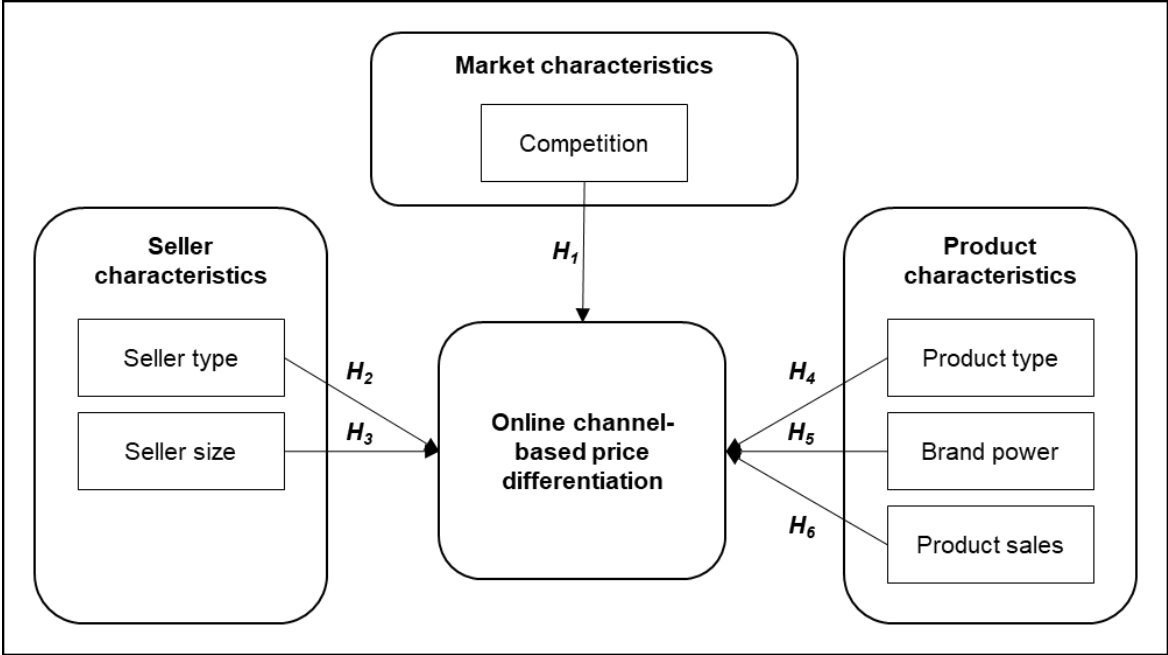 Market characteristics
Competition
H1
Seller
characteristics
Seller type
Seller size
H2
H3
Online channel-
based price
differentiation
Product
characteristics
Product type
Brand power
Product sales
H4
H5
H6